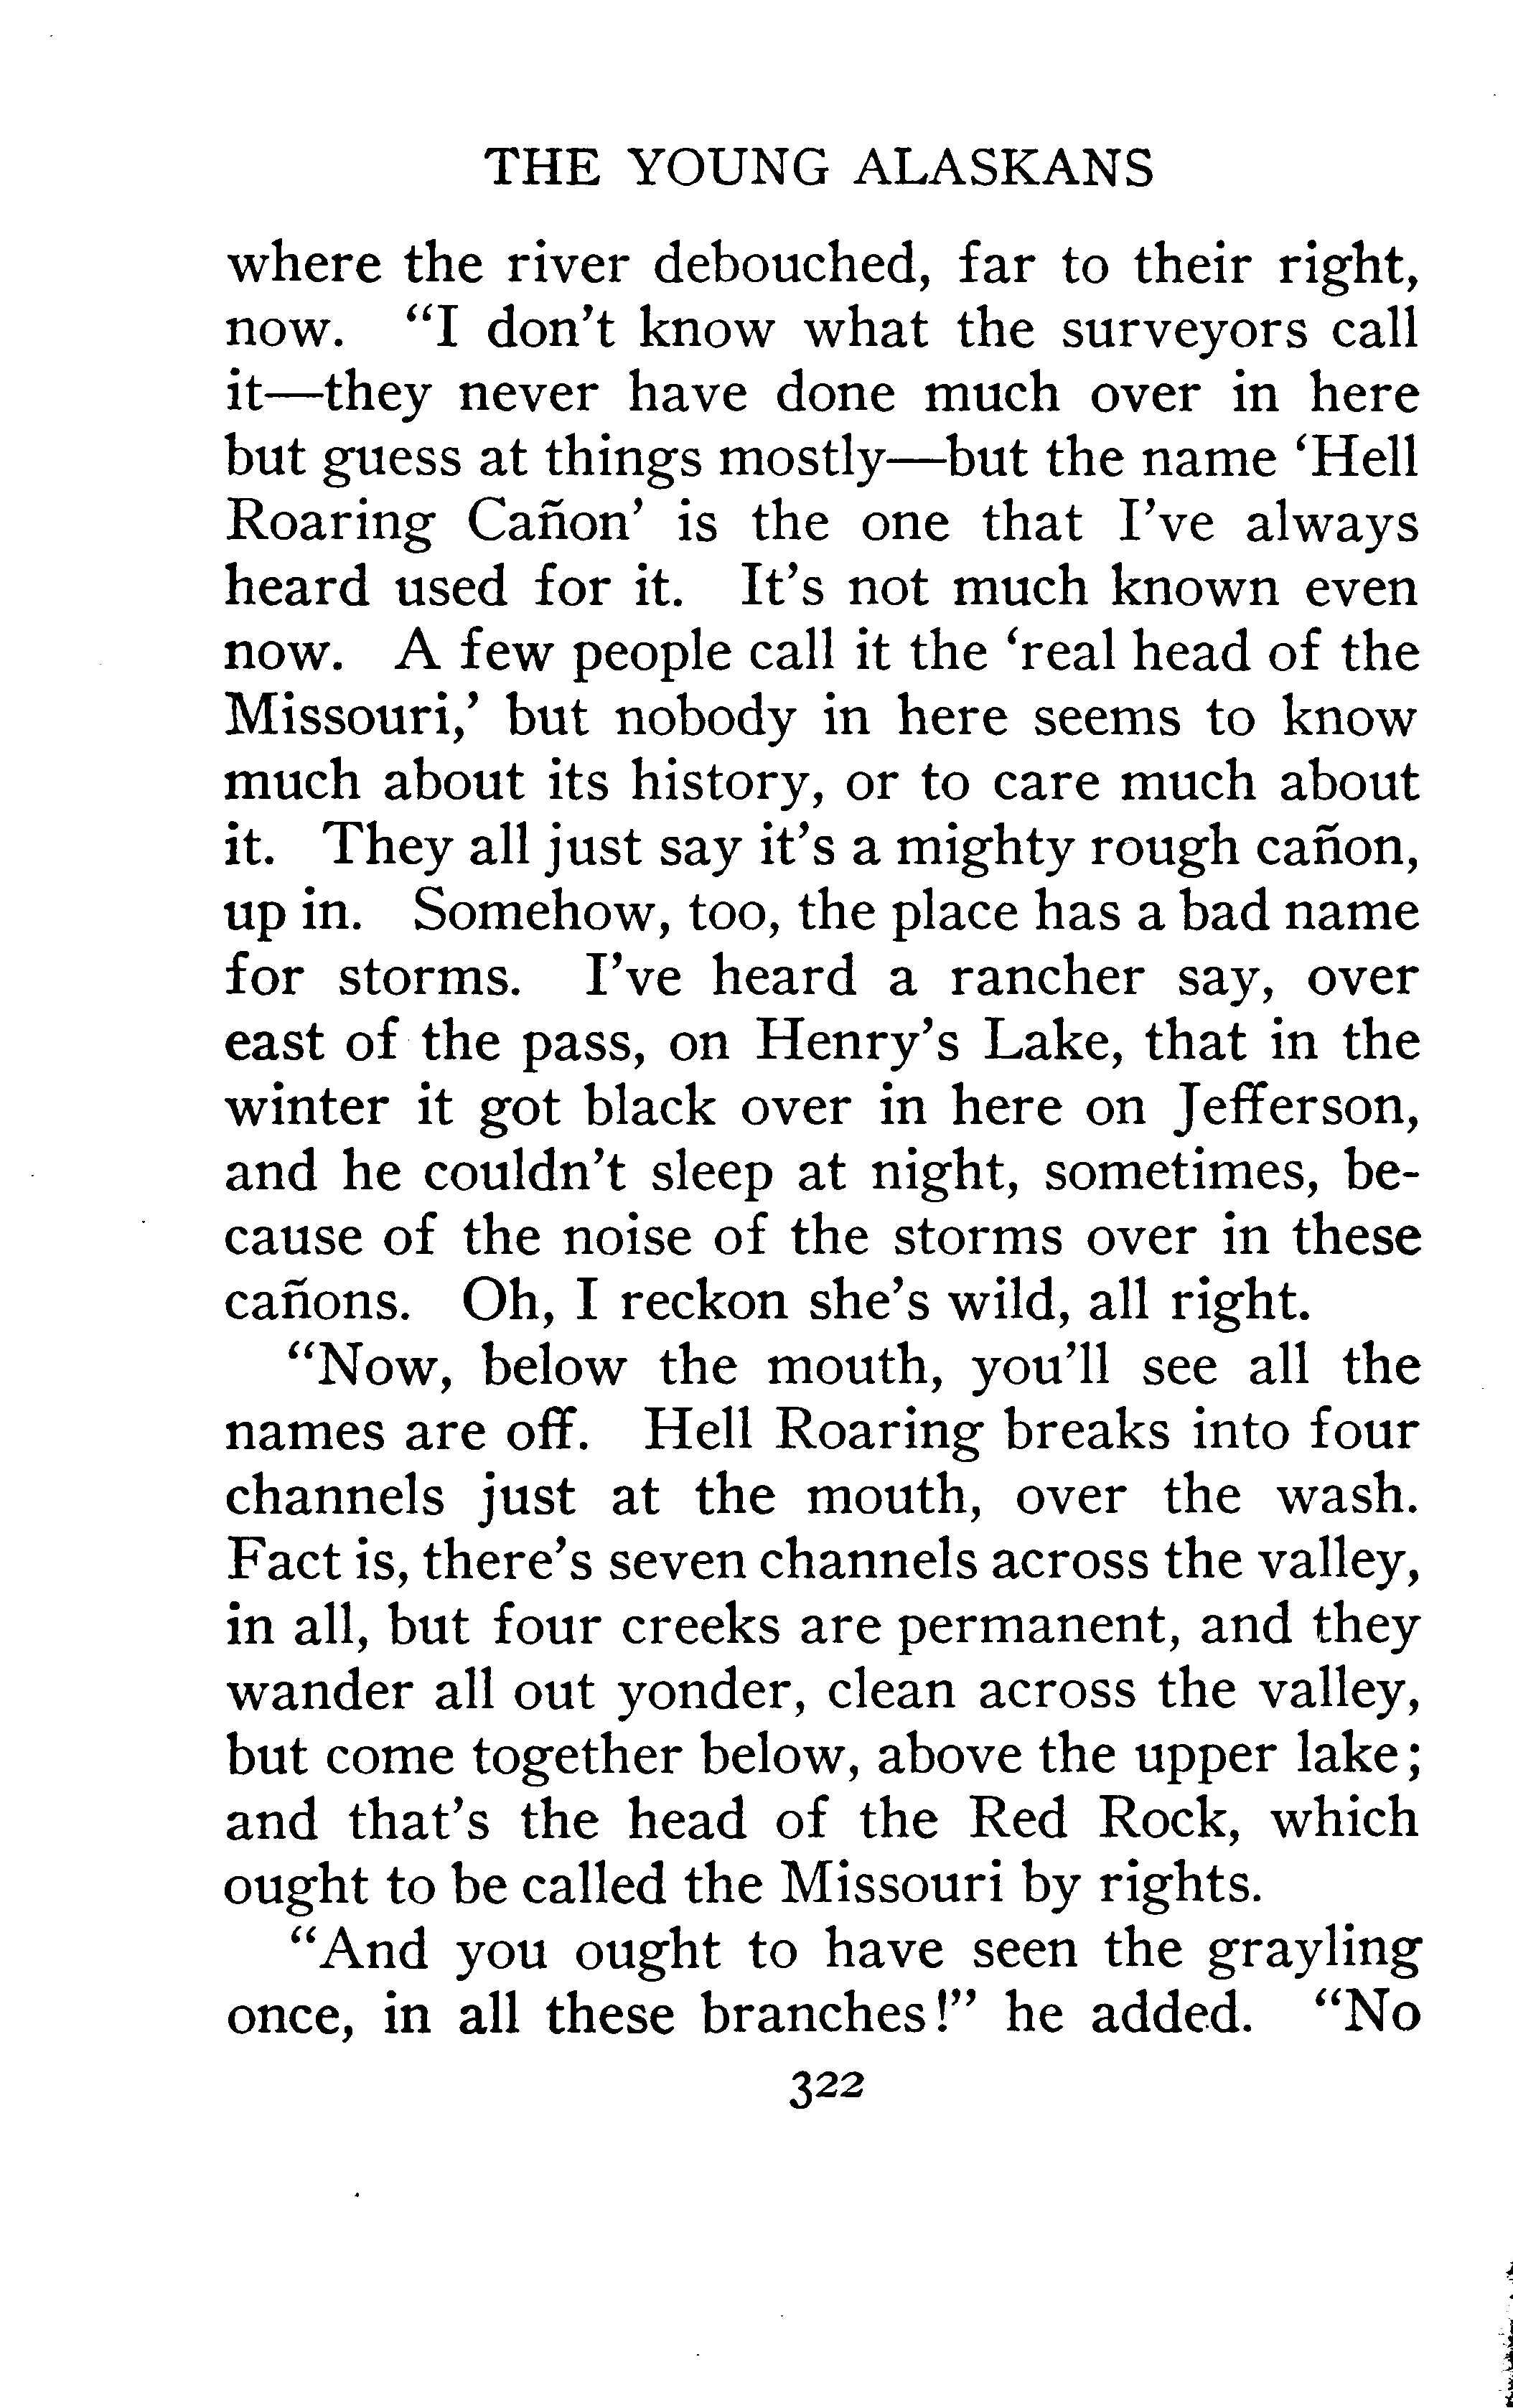 THE YOUNG ALASKANS
where the river debouched, far to their right,
now. "I don't know what the surveyors call
it—they never have done much over in here
but guess at things mostly—but the name 'Hell
Roaring Cañon' is the one that I've always
heard used for it. It's not much known even
now. A few people call it the 'real head of the
Missouri,' but nobody in here seems to know
much about its history, or to care much about
it. They all just say it's a mighty rough cañon,
up in. Somehow, too, the place has a bad name
for storms. I've heard a rancher say, over
east of the pass, on Henry's Lake, that in the
winter it got black over in here on Jefferson,
and he couldn't sleep at night, sometimes, be-
cause of the noise of the storms over in these
cañons. Oh, I reckon she's wild, all right.
"Now, below the mouth, you'll see all the
names are off. Hell Roaring breaks into four
channels just at the mouth, over the wash.
Fact is, there's seven channels across the valley,
in all, but four creeks are permanent, and they
wander all out yonder, clean across the valley,
but come together below, above the upper lake;
and that's the head of the Red Rock, which
ought to be called the Missouri by rights.
"And you ought to have seen the grayling
once, in all these branches!" he added. "No
322